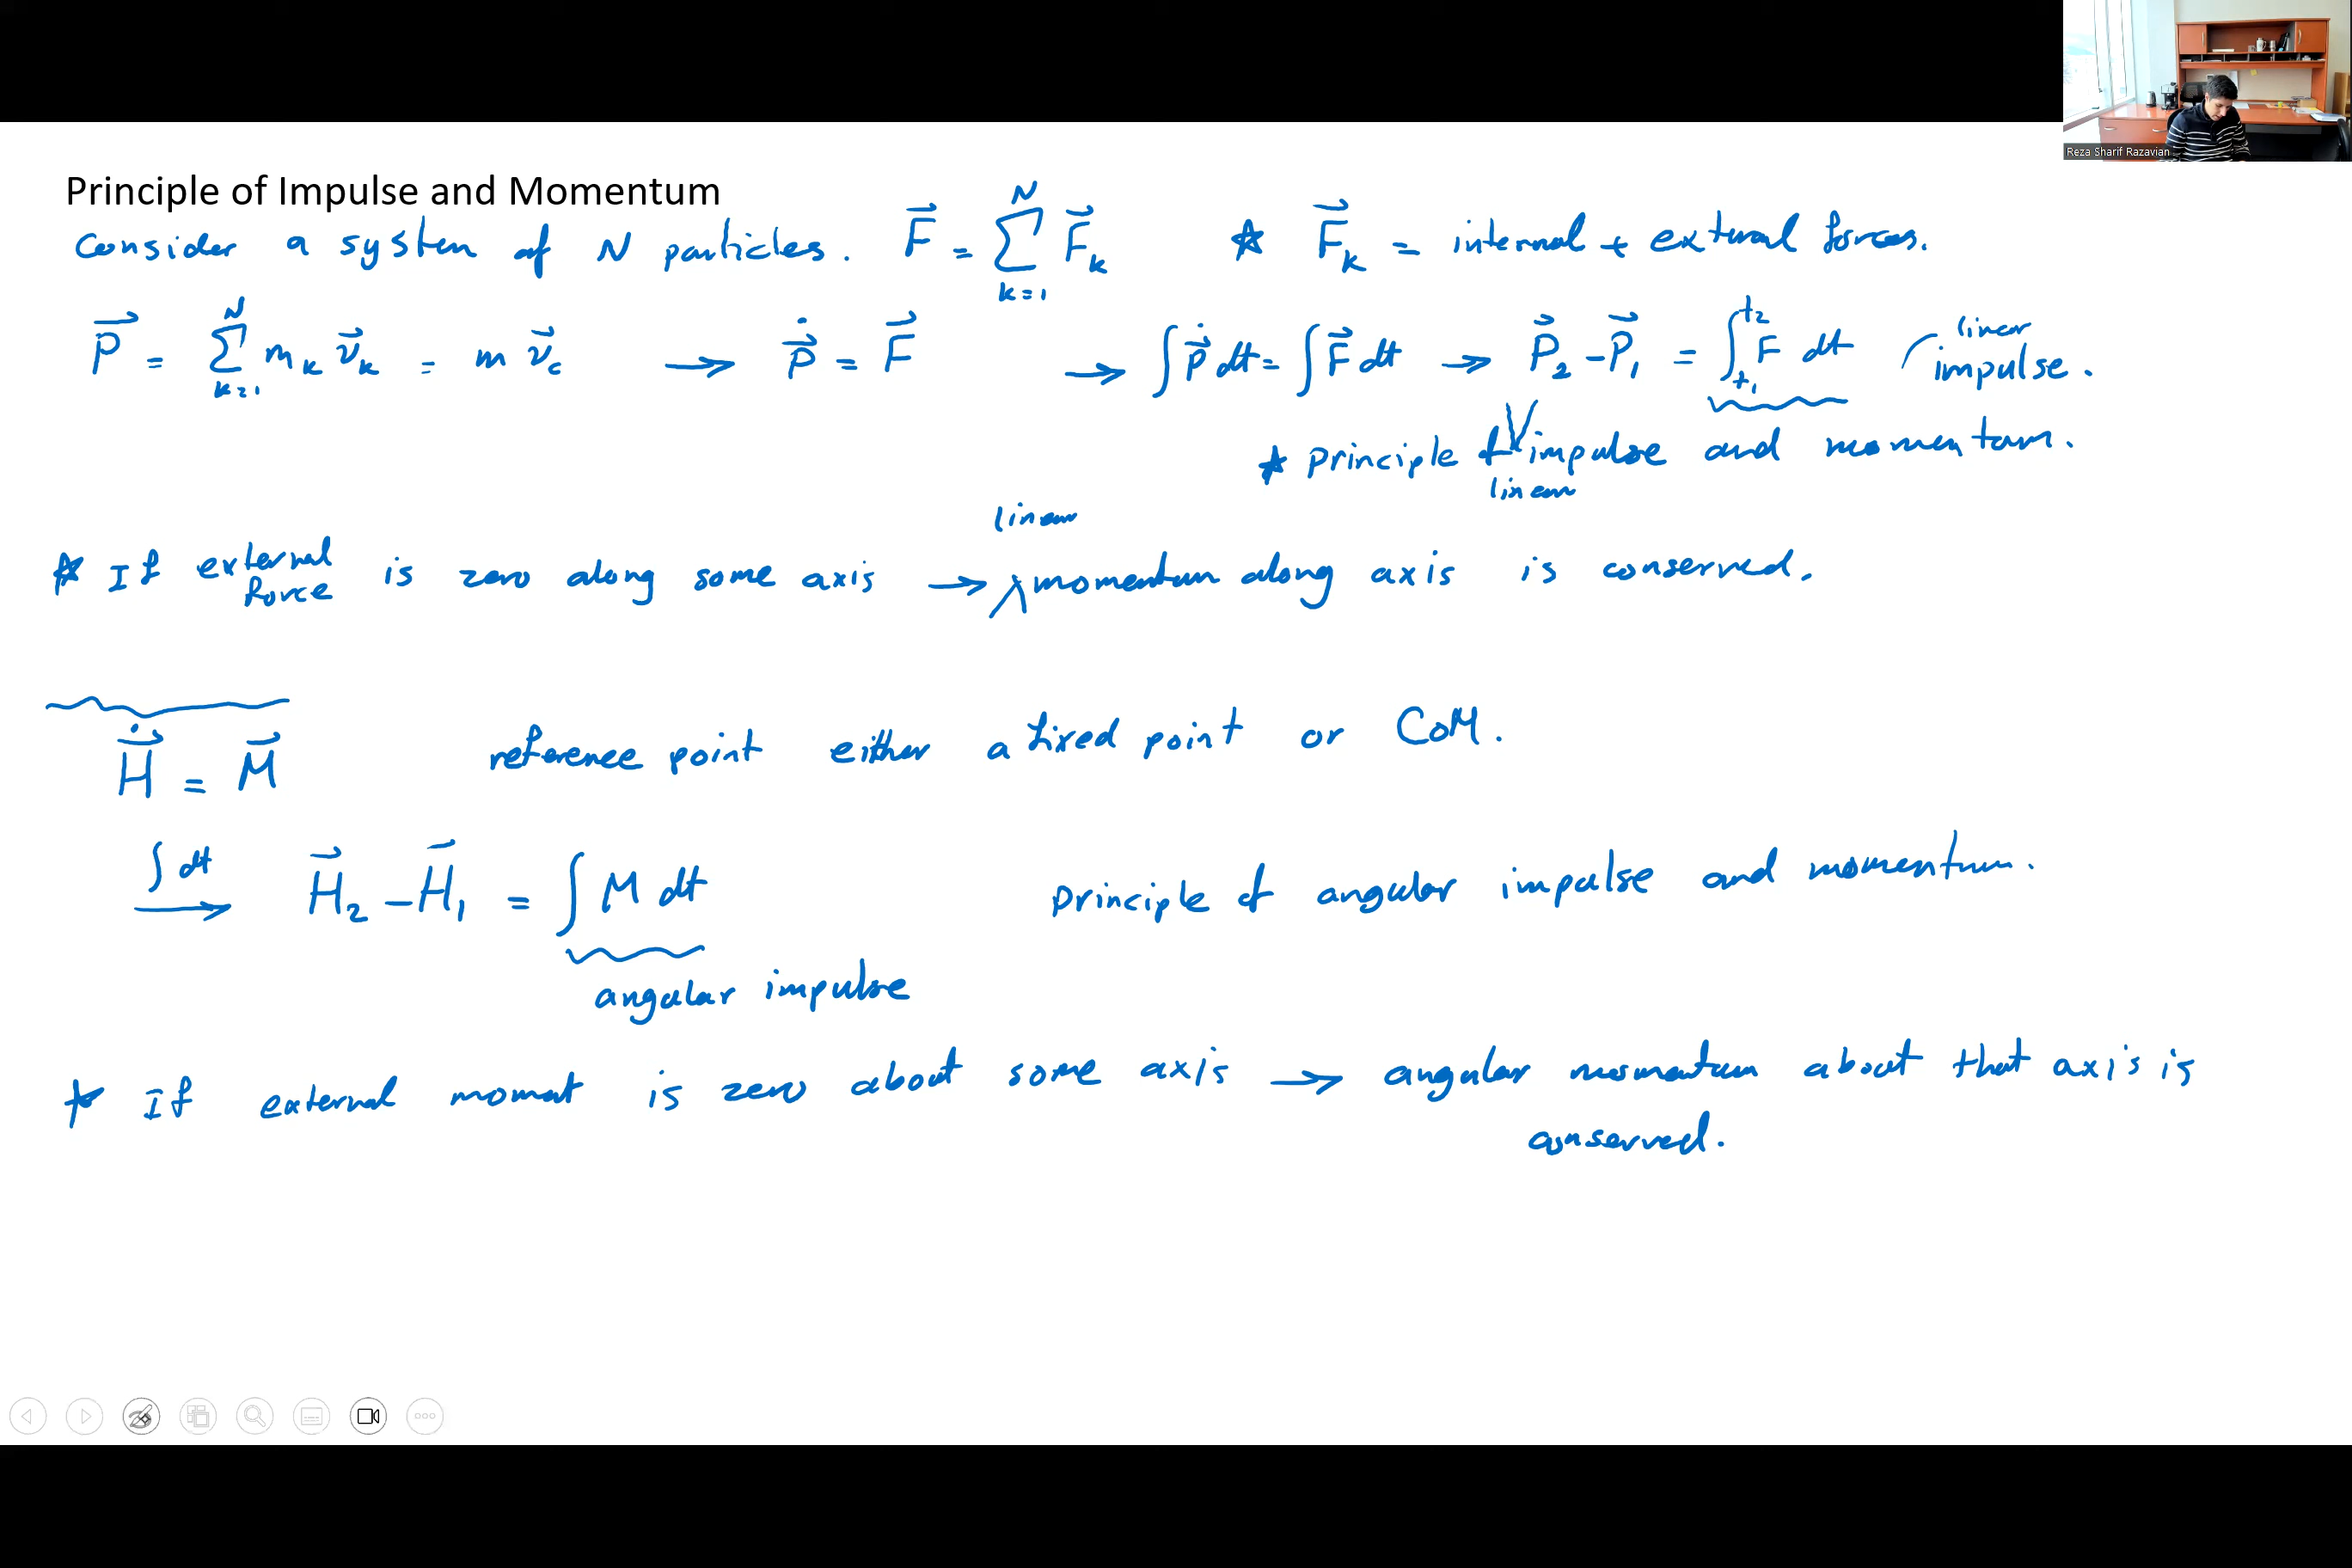 Reza Sharif Razavian
Principle of Impulse and Momentum
Consider a system of N particles. F⃗ = ∑_{k=1}^{N} F⃗_k ☆ F⃗_k = internal + external forces.
P⃗ = ∑_{k=1}^{N} m_k v⃗_k = m v⃗_c → P⃗̇ = F⃗ → ∫ P⃗̇ dt = ∫ F⃗ dt → P⃗_2 - P⃗_1 = ∫_{t_1}^{t_2} F dt linear impulse.
☆ principle of linear impulse and momentum.
☆ If external force is zero along some axis → linear momentum along axis is conserved.
H⃗̇ = M⃗ reference point either a fixed point or CoM.
∫ dt → H⃗_2 - H⃗_1 = ∫ M dt principle of angular impulse and momentum.
angular impulse
☆ If external momet is zero about some axis → angular momentum about that axis is
conserved.